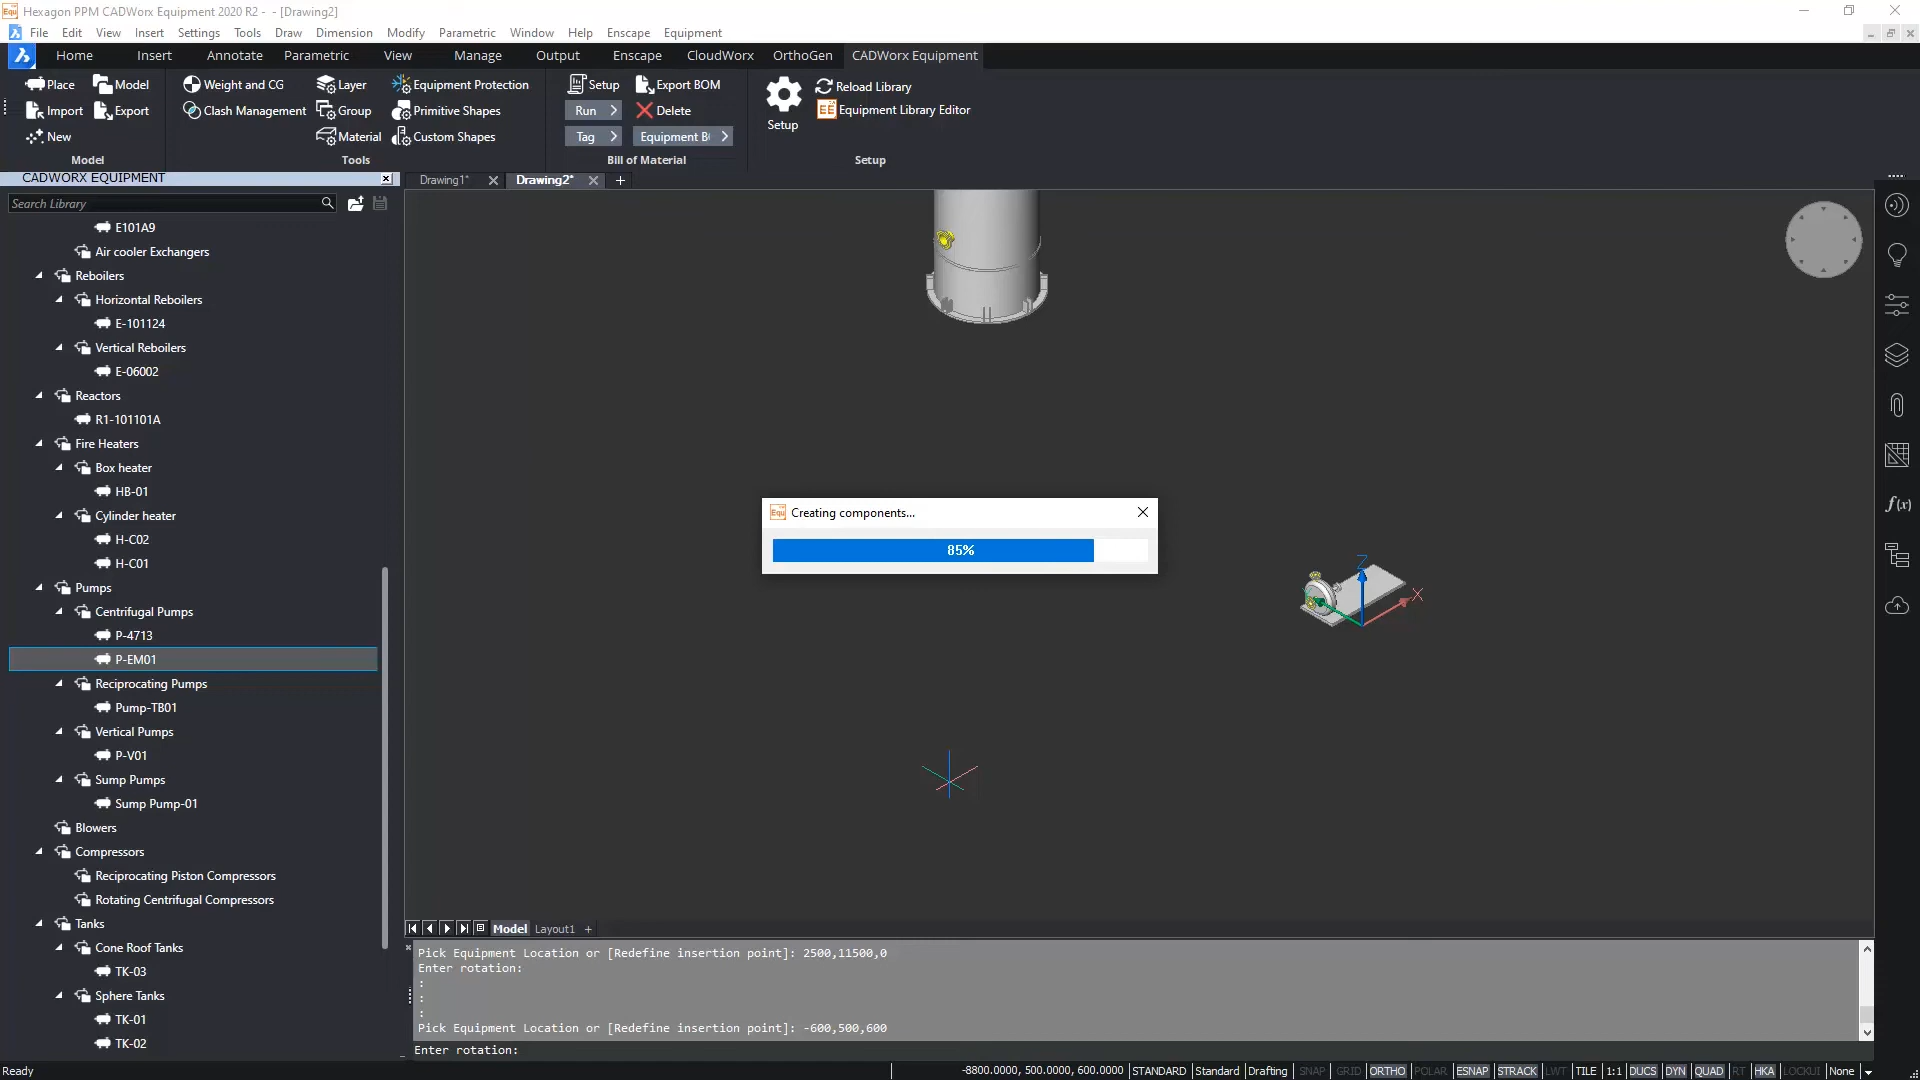 Hexagon PPM CADWorx Equipment 2020 R2 - - [Drawing2]
File Edit View Insert Settings Tools Draw Dimension Modify Parametric Window Help Enscape Equipment
Home Insert Annotate Parametric View Manage Output Enscape CloudWorx OrthoGen CADWorx Equipment
Place Model Weight and CG Layer Equipment Protection Setup Export BOM Reload Library
Import Export Clash Management Group Primitive Shapes Run Delete Equipment Library Editor
New Material Custom Shapes Tag Equipment B Setup
Model Tools Bill of Material Setup
CADWORX EQUIPMENT
Drawing1* Drawing2*
Search Library
E101A9
Air cooler Exchangers
Reboilers
Horizontal Reboilers
E-101124
Vertical Reboilers
E-06002
Reactors
R1-101101A
Fire Heaters
Box heater
HB-01
Cylinder heater
H-C02
H-C01
Pumps
Centrifugal Pumps
P-4713
P-EM01
Reciprocating Pumps
Pump-TB01
Vertical Pumps
P-V01
Sump Pumps
Sump Pump-01
Blowers
Compressors
Reciprocating Piston Compressors
Rotating Centrifugal Compressors
Tanks
Cone Roof Tanks
TK-03
Sphere Tanks
TK-01
TK-02
Equ Creating components...
85%
Z
X
f(x)
Model Layout1 +
Pick Equipment Location or [Redefine insertion point]: 2500,11500,0
Enter rotation:
:
:
:
Pick Equipment Location or [Redefine insertion point]: -600,500,600
Enter rotation:
Ready -8800.0000, 500.0000, 600.0000 STANDARD Standard Drafting SNAP GRID ORTHO POLAR ESNAP STRACK LWT TILE 1:1 DUCS DYN QUAD RT HKA LOCKUI None